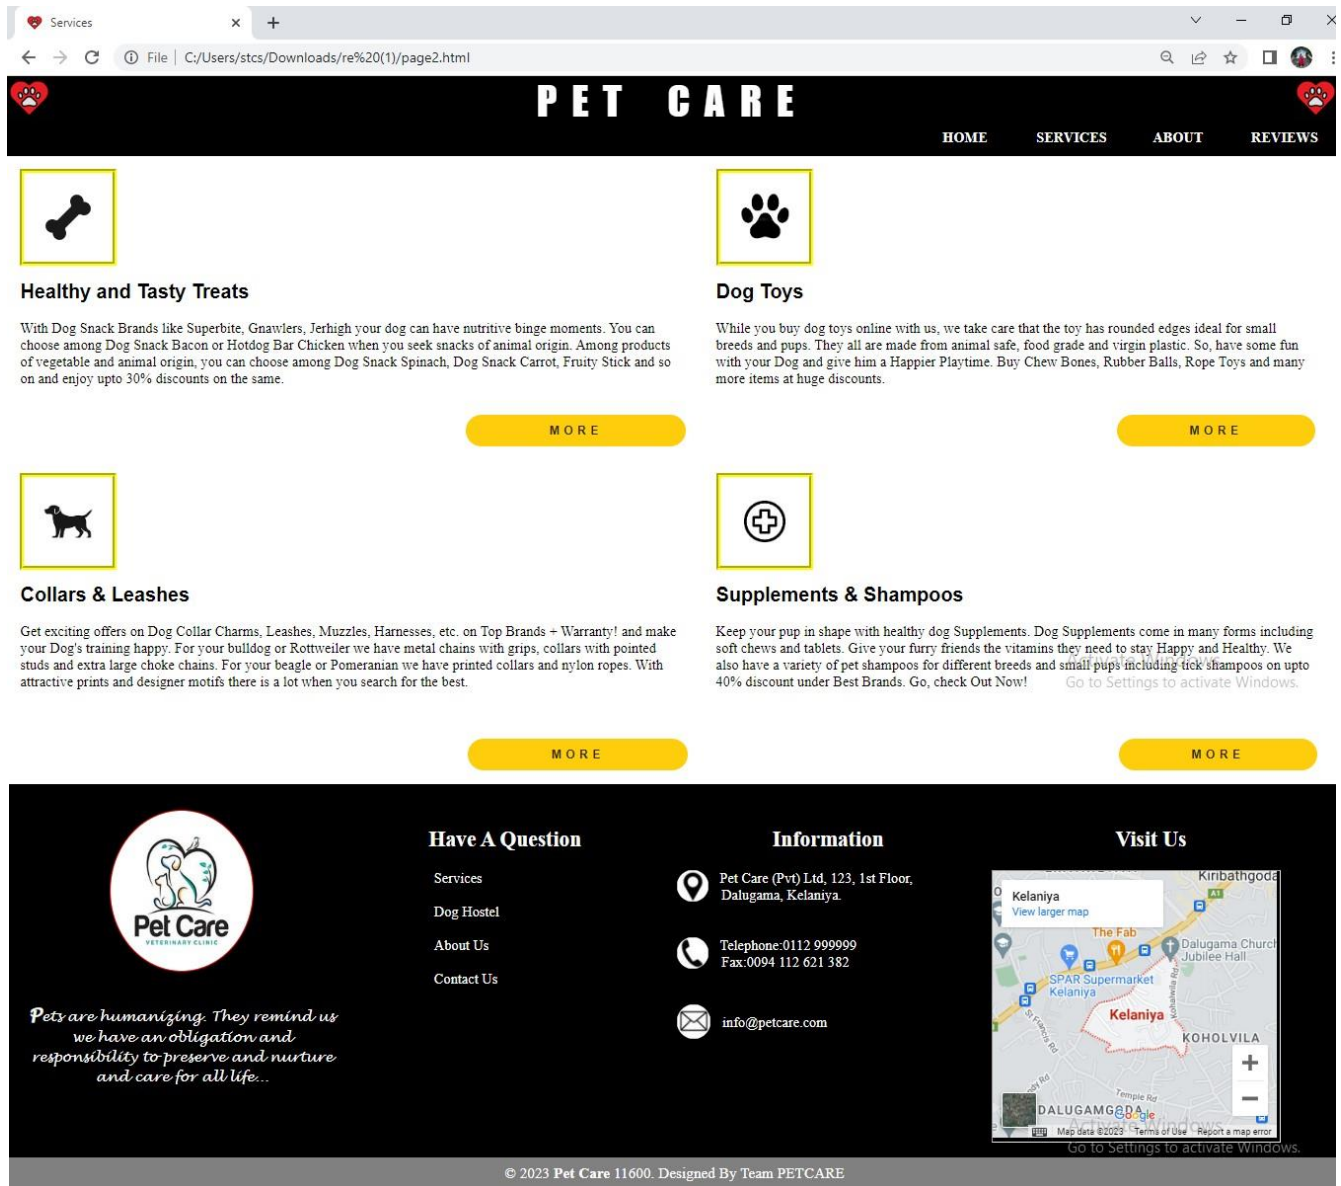 Services
File | C:/Users/stcs/Downloads/re%20(1)/page2.html
PET CARE
HOME SERVICES ABOUT REVIEWS
Healthy and Tasty Treats
With Dog Snack Brands like Superbite, Gnawlers, Jerhigh your dog can have nutritive binge moments. You can
choose among Dog Snack Bacon or Hotdog Bar Chicken when you seek snacks of animal origin. Among products
of vegetable and animal origin, you can choose among Dog Snack Spinach, Dog Snack Carrot, Fruity Stick and so
on and enjoy upto 30% discounts on the same.
MORE
Dog Toys
While you buy dog toys online with us, we take care that the toy has rounded edges ideal for small
breeds and pups. They all are made from animal safe, food grade and virgin plastic. So, have some fun
with your Dog and give him a Happier Playtime. Buy Chew Bones, Rubber Balls, Rope Toys and many
more items at huge discounts.
MORE
Collars & Leashes
Get exciting offers on Dog Collar Charms, Leashes, Muzzles, Harnesses, etc. on Top Brands + Warranty! and make
your Dog's training happy. For your bulldog or Rottweiler we have metal chains with grips, collars with pointed
studs and extra large choke chains. For your beagle or Pomeranian we have printed collars and nylon ropes. With
attractive prints and designer motifs there is a lot when you search for the best.
MORE
Supplements & Shampoos
Keep your pup in shape with healthy dog Supplements. Dog Supplements come in many forms including
soft chews and tablets. Give your furry friends the vitamins they need to stay Happy and Healthy. We
also have a variety of pet shampoos for different breeds and small pups including tick shampoos on upto
40% discount under Best Brands. Go, check Out Now!
Activate Windows
Go to Settings to activate Windows.
MORE
Pet Care
VETERINARY CLINIC
Pets are humanizing. They remind us
we have an obligation and
responsibility to preserve and nurture
and care for all life...
Have A Question
Services
Dog Hostel
About Us
Contact Us
Information
Pet Care (Pvt) Ltd, 123, 1st Floor,
Dalugama, Kelaniya.
Telephone:0112 999999
Fax:0094 112 621 382
info@petcare.com
Visit Us
Kelaniya
View larger map
Kiribathgoda
A1
The Fab
Dalugama Church
Jubilee Hall
SPAR Supermarket
Kelaniya
Kohalwila Rd
St Francis Rd
Kelaniya
KOHOLVILA
Temple Rd
DALUGAMGODA
Google
Map data ©2023 Terms of Use Report a map error
Activate Windows
Go to Settings to activate Windows.
© 2023 Pet Care 11600. Designed By Team PETCARE